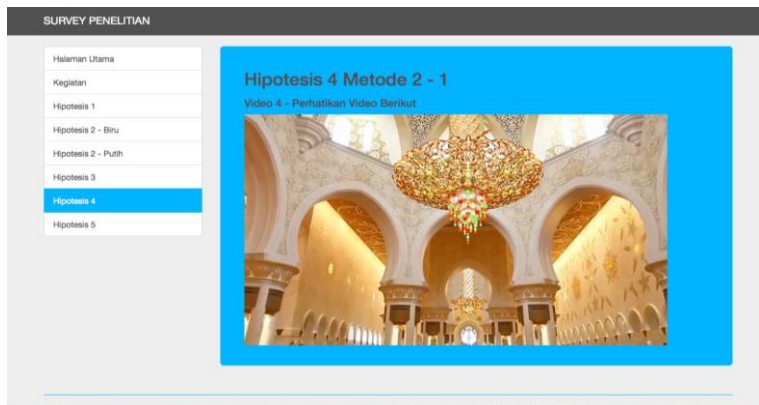 SURVEY PENELITIAN
Halaman Utama
Kegiatan
Hipotesis 1
Hipotesis 2 - Biru
Hipotesis 2 - Putih
Hipotesis 3
Hipotesis 4
Hipotesis 5
Hipotesis 4 Metode 2 - 1
Video 4 - Perhatikan Video Berikut